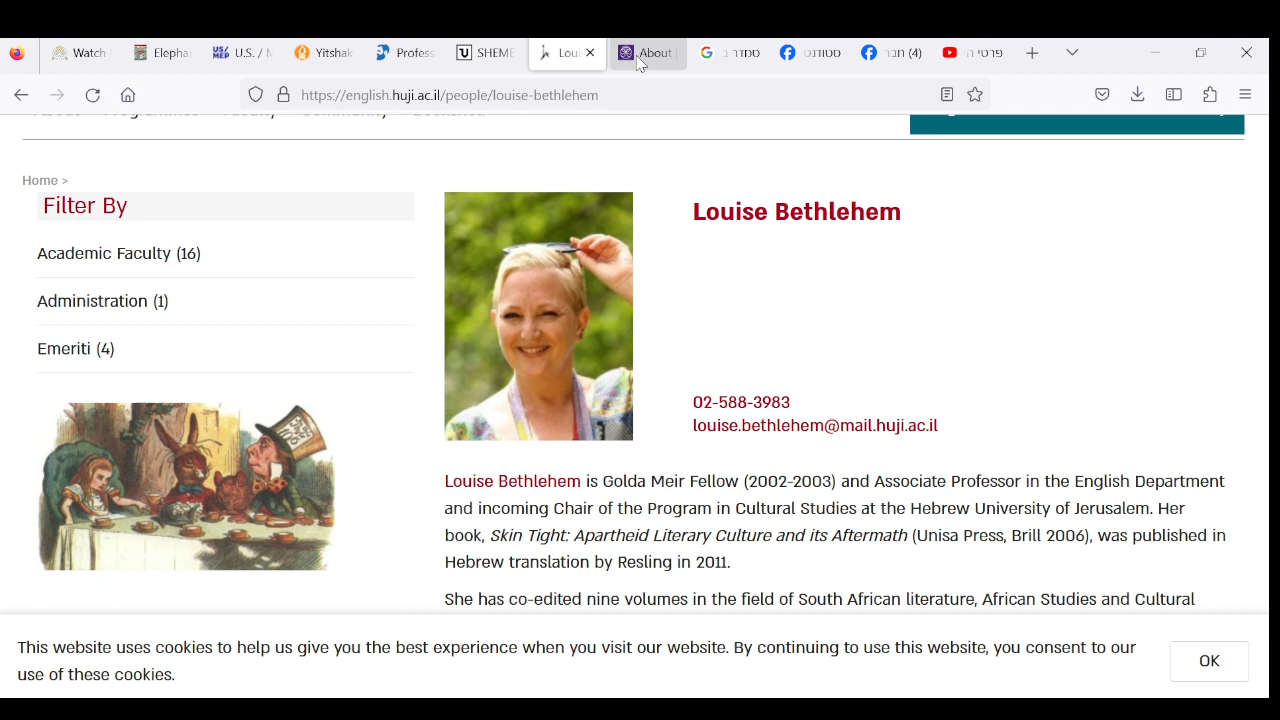 Watch
Elepha
U.S. / M
Yitshak
Profess
SHEME
Loui
About
סמדר ב
סטודנט
(4) חבר
פרטי ה
https://english.huji.ac.il/people/louise-bethlehem
Home >
Filter By
Academic Faculty (16)
Administration (1)
Emeriti (4)
Louise Bethlehem
02-588-3983
louise.bethlehem@mail.huji.ac.il
Louise Bethlehem is Golda Meir Fellow (2002-2003) and Associate Professor in the English Department
and incoming Chair of the Program in Cultural Studies at the Hebrew University of Jerusalem. Her
book, Skin Tight: Apartheid Literary Culture and its Aftermath (Unisa Press, Brill 2006), was published in
Hebrew translation by Resling in 2011.
She has co-edited nine volumes in the field of South African literature, African Studies and Cultural
This website uses cookies to help us give you the best experience when you visit our website. By continuing to use this website, you consent to our
use of these cookies.
OK